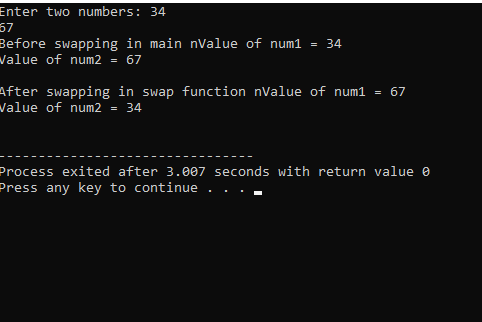 Enter two numbers: 34
67
Before swapping in main nValue of num1 = 34
Value of num2 = 67
After swapping in swap function nValue of num1 = 67
Value of num2 = 34
--------------------------------
Process exited after 3.007 seconds with return value 0
Press any key to continue . . .